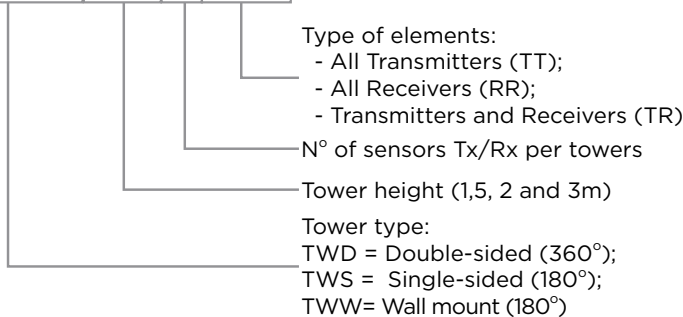 Type of elements:
- All Transmitters (TT);
- All Receivers (RR);
- Transmitters and Receivers (TR)
N° of sensors Tx/Rx per towers
Tower height (1,5, 2 and 3m)
Tower type:
TWD = Double-sided (360°);
TWS = Single-sided (180°);
TWW= Wall mount (180°)